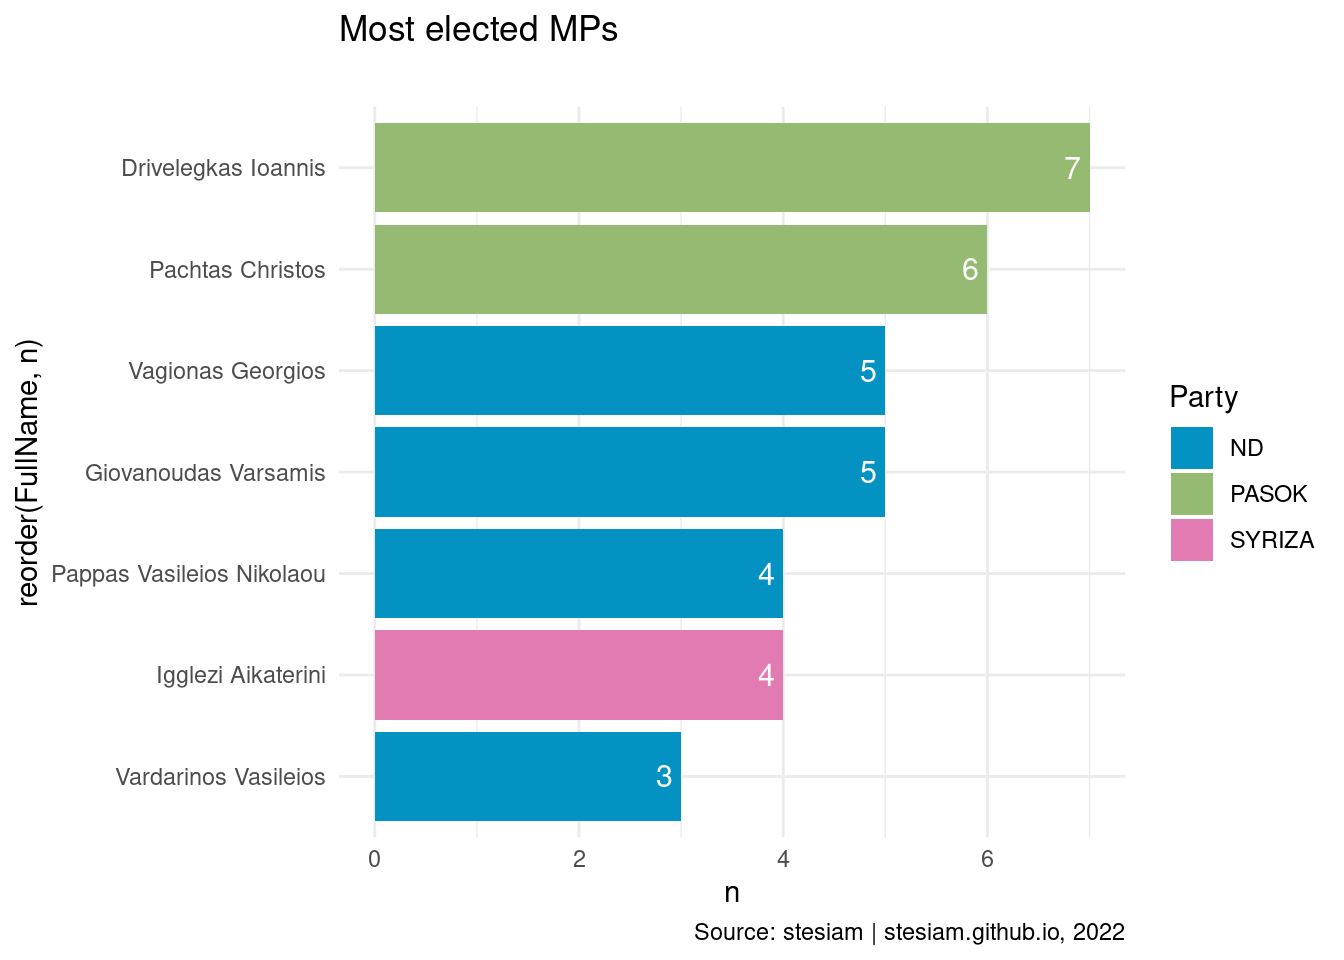 Most elected MPs
reorder(FullName, n)
Drivelegkas Ioannis
7
Pachtas Christos
6
Vagionas Georgios
5
Giovanoudas Varsamis
5
Pappas Vasileios Nikolaou
4
Igglezi Aikaterini
4
Vardarinos Vasileios
3
0 2 4 6
n
Party
ND
PASOK
SYRIZA
Source: stesiam | stesiam.github.io, 2022